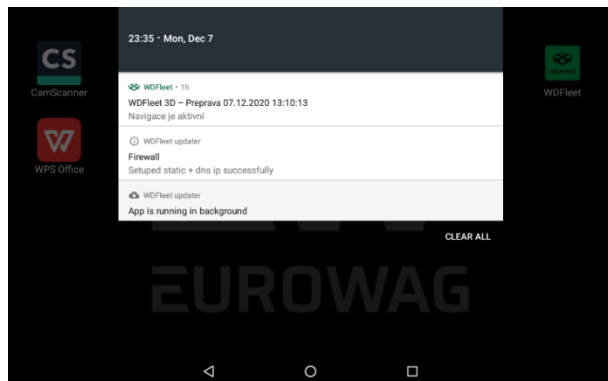 23:35 · Mon, Dec 7
CS
CamScanner
WPS Office
WDFleet · 1h
WDFleet 3D – Preprava 07.12.2020 13:10:13
Navigace je aktivní
WDFleet updater
Firewall
Setuped static + dns ip successfully
WDFleet updater
App is running in background
CLEAR ALL
WDFleet
EUROWAG